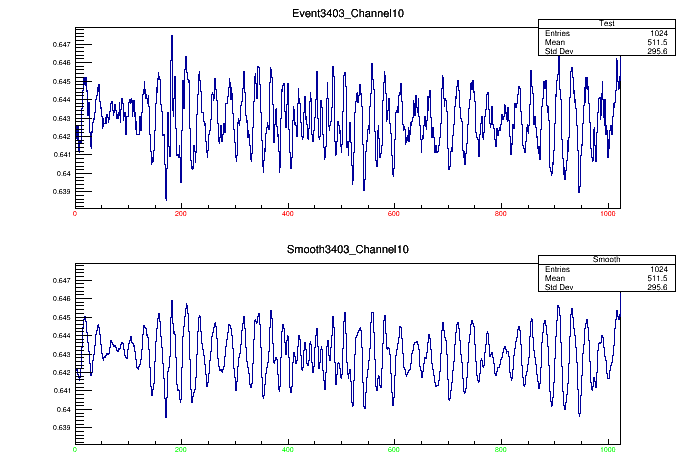 Event3403_Channel10
Test
Entries 1024
Mean 511.5
Std Dev 295.6
0.647
0.646
0.645
0.644
0.643
0.642
0.641
0.64
0.639
0 200 400 600 800 1000
Smooth3403_Channel10
Smooth
Entries 1024
Mean 511.5
Std Dev 295.6
0.647
0.646
0.645
0.644
0.643
0.642
0.641
0.64
0.639
0 200 400 600 800 1000